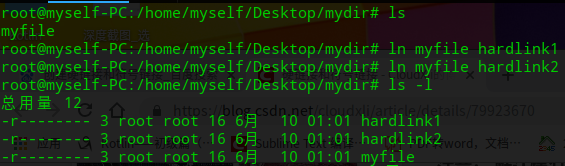 root@myself-PC:/home/myself/Desktop/mydir# ls
myfile
root@myself-PC:/home/myself/Desktop/mydir# ln myfile hardlink1
root@myself-PC:/home/myself/Desktop/mydir# ln myfile hardlink2
root@myself-PC:/home/myself/Desktop/mydir# ls -l
总用量 12
-r-------- 3 root root 16 6月  10 01:01 hardlink1
-r-------- 3 root root 16 6月  10 01:01 hardlink2
-r-------- 3 root root 16 6月  10 01:01 myfile